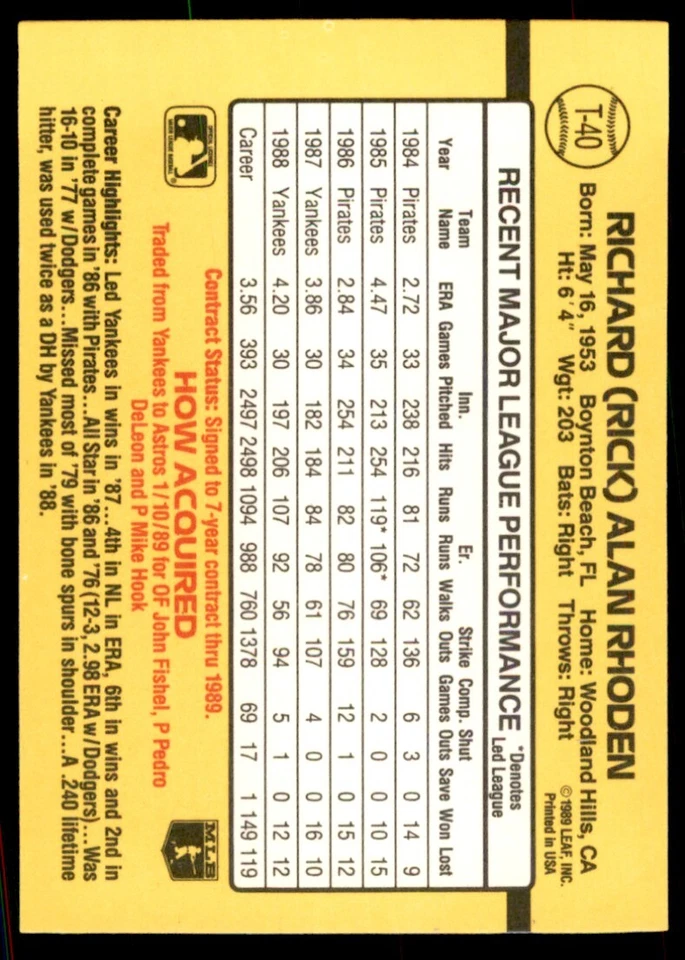 T-40
RICHARD (RICK) ALAN RHODEN
Born: May 16, 1953 Boynton Beach, FL Home: Woodland Hills, CA
Ht: 6' 4" Wgt: 203 Bats: Right Throws: Right
©1989 LEAF, INC.
Printed in USA
RECENT MAJOR LEAGUE PERFORMANCE
*Denotes
Led League
Team Inn. Er. Strike Comp. Shut
Year Name ERA Games Pitched Hits Runs Runs Walks Outs Games Outs Save Won Lost
1984 Pirates 2.72 33 238 216 81 72 62 136 6 3 0 14 9
1985 Pirates 4.47 35 213 254 119* 106* 69 128 2 0 0 10 15
1986 Pirates 2.84 34 254 211 82 80 76 159 12 1 0 15 12
1987 Yankees 3.86 30 182 184 84 78 61 107 4 0 0 16 10
1988 Yankees 4.20 30 197 206 107 92 56 94 5 1 0 12 12
Career 3.56 393 2497 2498 1094 988 760 1378 69 17 1 149 119
Contract Status: Signed to 7-year contract thru 1989.
HOW ACQUIRED
Traded from Yankees to Astros 1/10/89 for OF John Fishel, P Pedro
DeLeon and P Mike Hook
MLB
Career Highlights: Led Yankees in wins in '87...4th in NL in ERA, 6th in wins and 2nd in
complete games in '86 with Pirates...All Star in '86 and '76 (12-3, 2.98 ERA w/Dodgers)...Was
16-10 in '77 w/Dodgers...Missed most of '79 with bone spurs in shoulder...A .240 lifetime
hitter, was used twice as a DH by Yankees in '88.